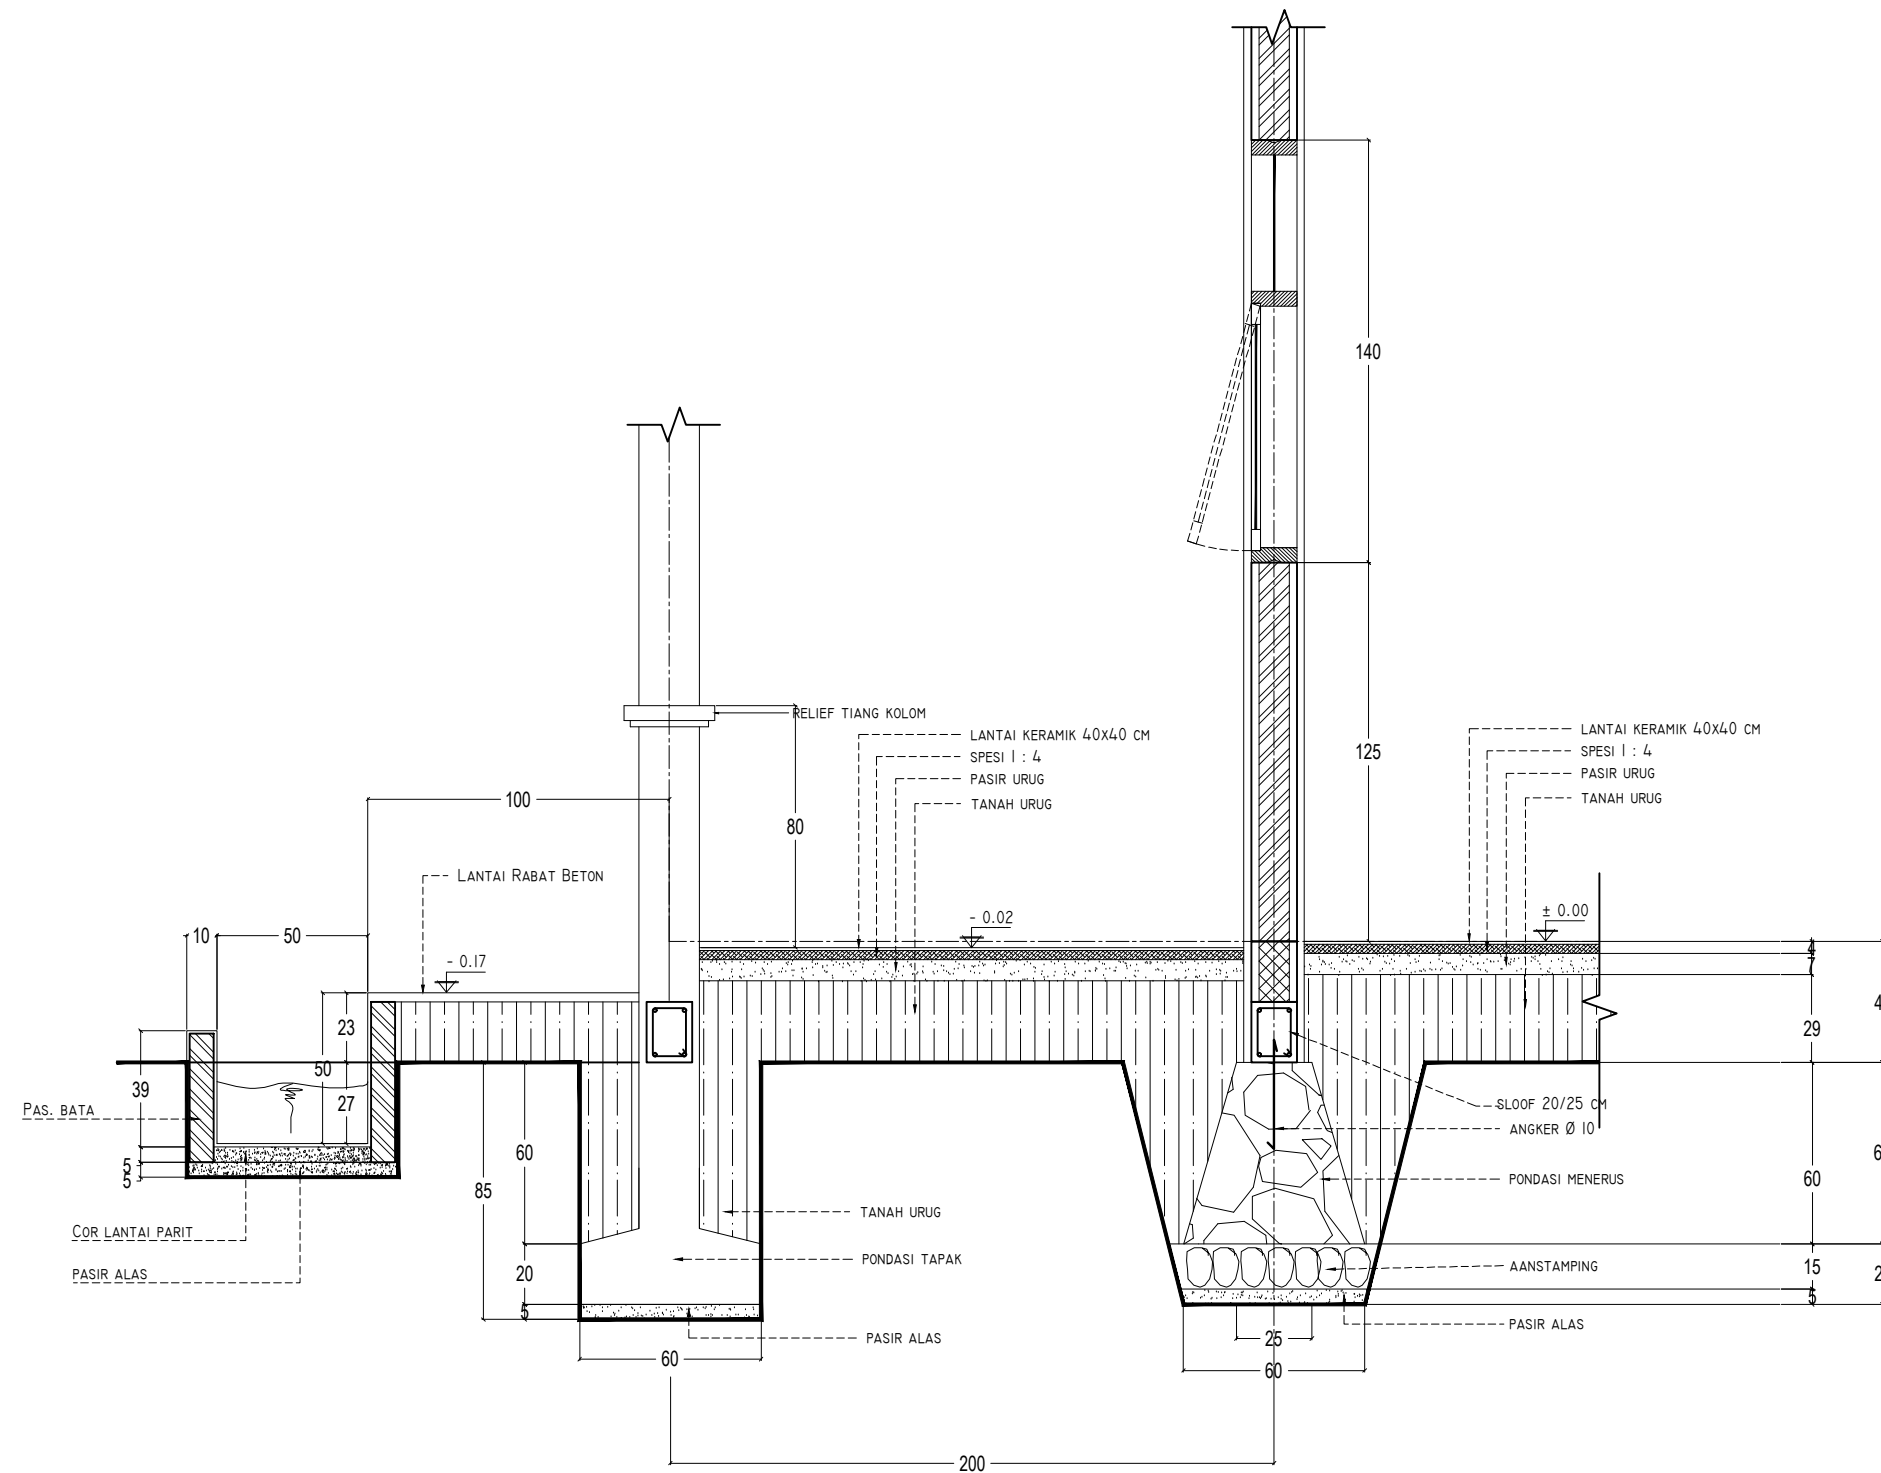 140
RELIEF TIANG KOLOM
LANTAI KERAMIK 40x40 CM
SPESI 1 : 4
PASIR URUG
TANAH URUG
LANTAI KERAMIK 40x40 CM
SPESI 1 : 4
PASIR URUG
TANAH URUG
125
100
80
LANTAI RABAT BETON
10
50
- 0.17
- 0.02
± 0.00
4
7
29
4
23
50
27
39
5
5
PAS. BATA
COR LANTAI PARIT
PASIR ALAS
60
85
20
5
TANAH URUG
PONDASI TAPAK
PASIR ALAS
60
SLOOF 20/25 CM
ANGKER Ø 10
PONDASI MENERUS
AANSTAMPING
PASIR ALAS
60
15
5
6
2
25
60
200